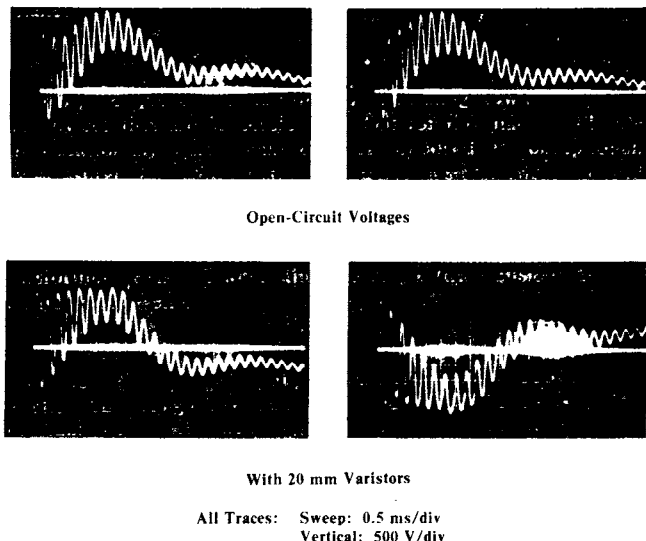 Open-Circuit Voltages
With 20 mm Varistors
All Traces: Sweep: 0.5 ms/div
Vertical: 500 V/div